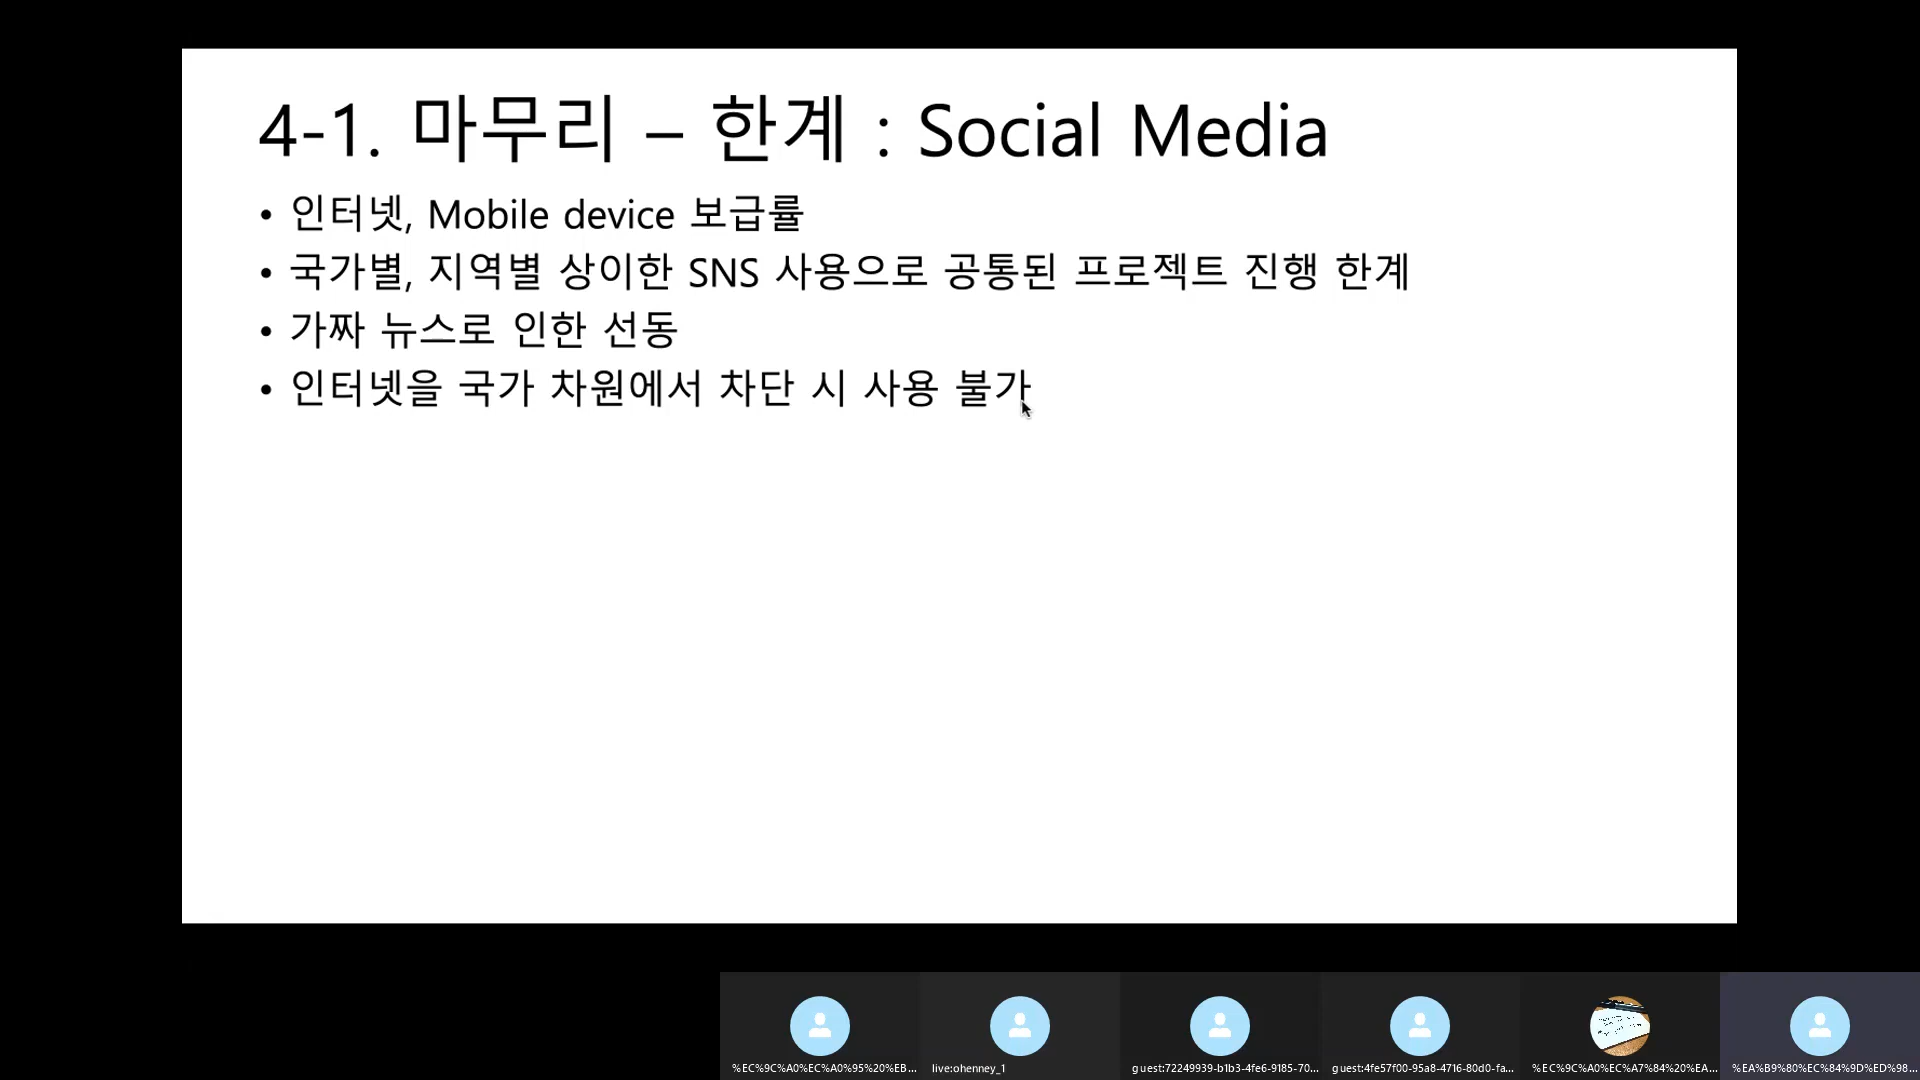 4-1. 마무리 – 한계 : Social Media
• 인터넷, Mobile device 보급률
• 국가별, 지역별 상이한 SNS 사용으로 공통된 프로젝트 진행 한계
• 가짜 뉴스로 인한 선동
• 인터넷을 국가 차원에서 차단 시 사용 불가
%EC%9C%A0%EC%A0%95%20%EB...
live:ohenney_1
guest:72249939-b1b3-4fe6-9185-70...
guest:4fe57f00-95a8-4716-80d0-fa...
%EC%9C%A0%EC%A7%84%20%EA...
%EA%B9%80%EC%84%9D%ED%98...